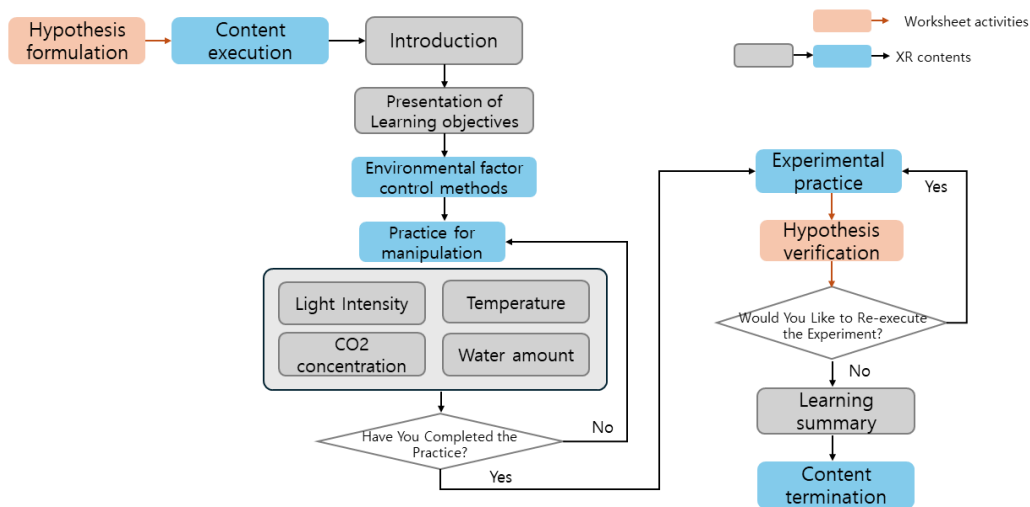 Hypothesis
formulation
Content
execution
Introduction
Worksheet activities
XR contents
Presentation of
Learning objectives
Environmental factor
control methods
Practice for
manipulation
Light Intensity
Temperature
CO2
concentration
Water amount
Have You Completed the
Practice?
No
Yes
Experimental
practice
Yes
Hypothesis
verification
Would You Like to Re-execute
the Experiment?
No
Learning
summary
Content
termination